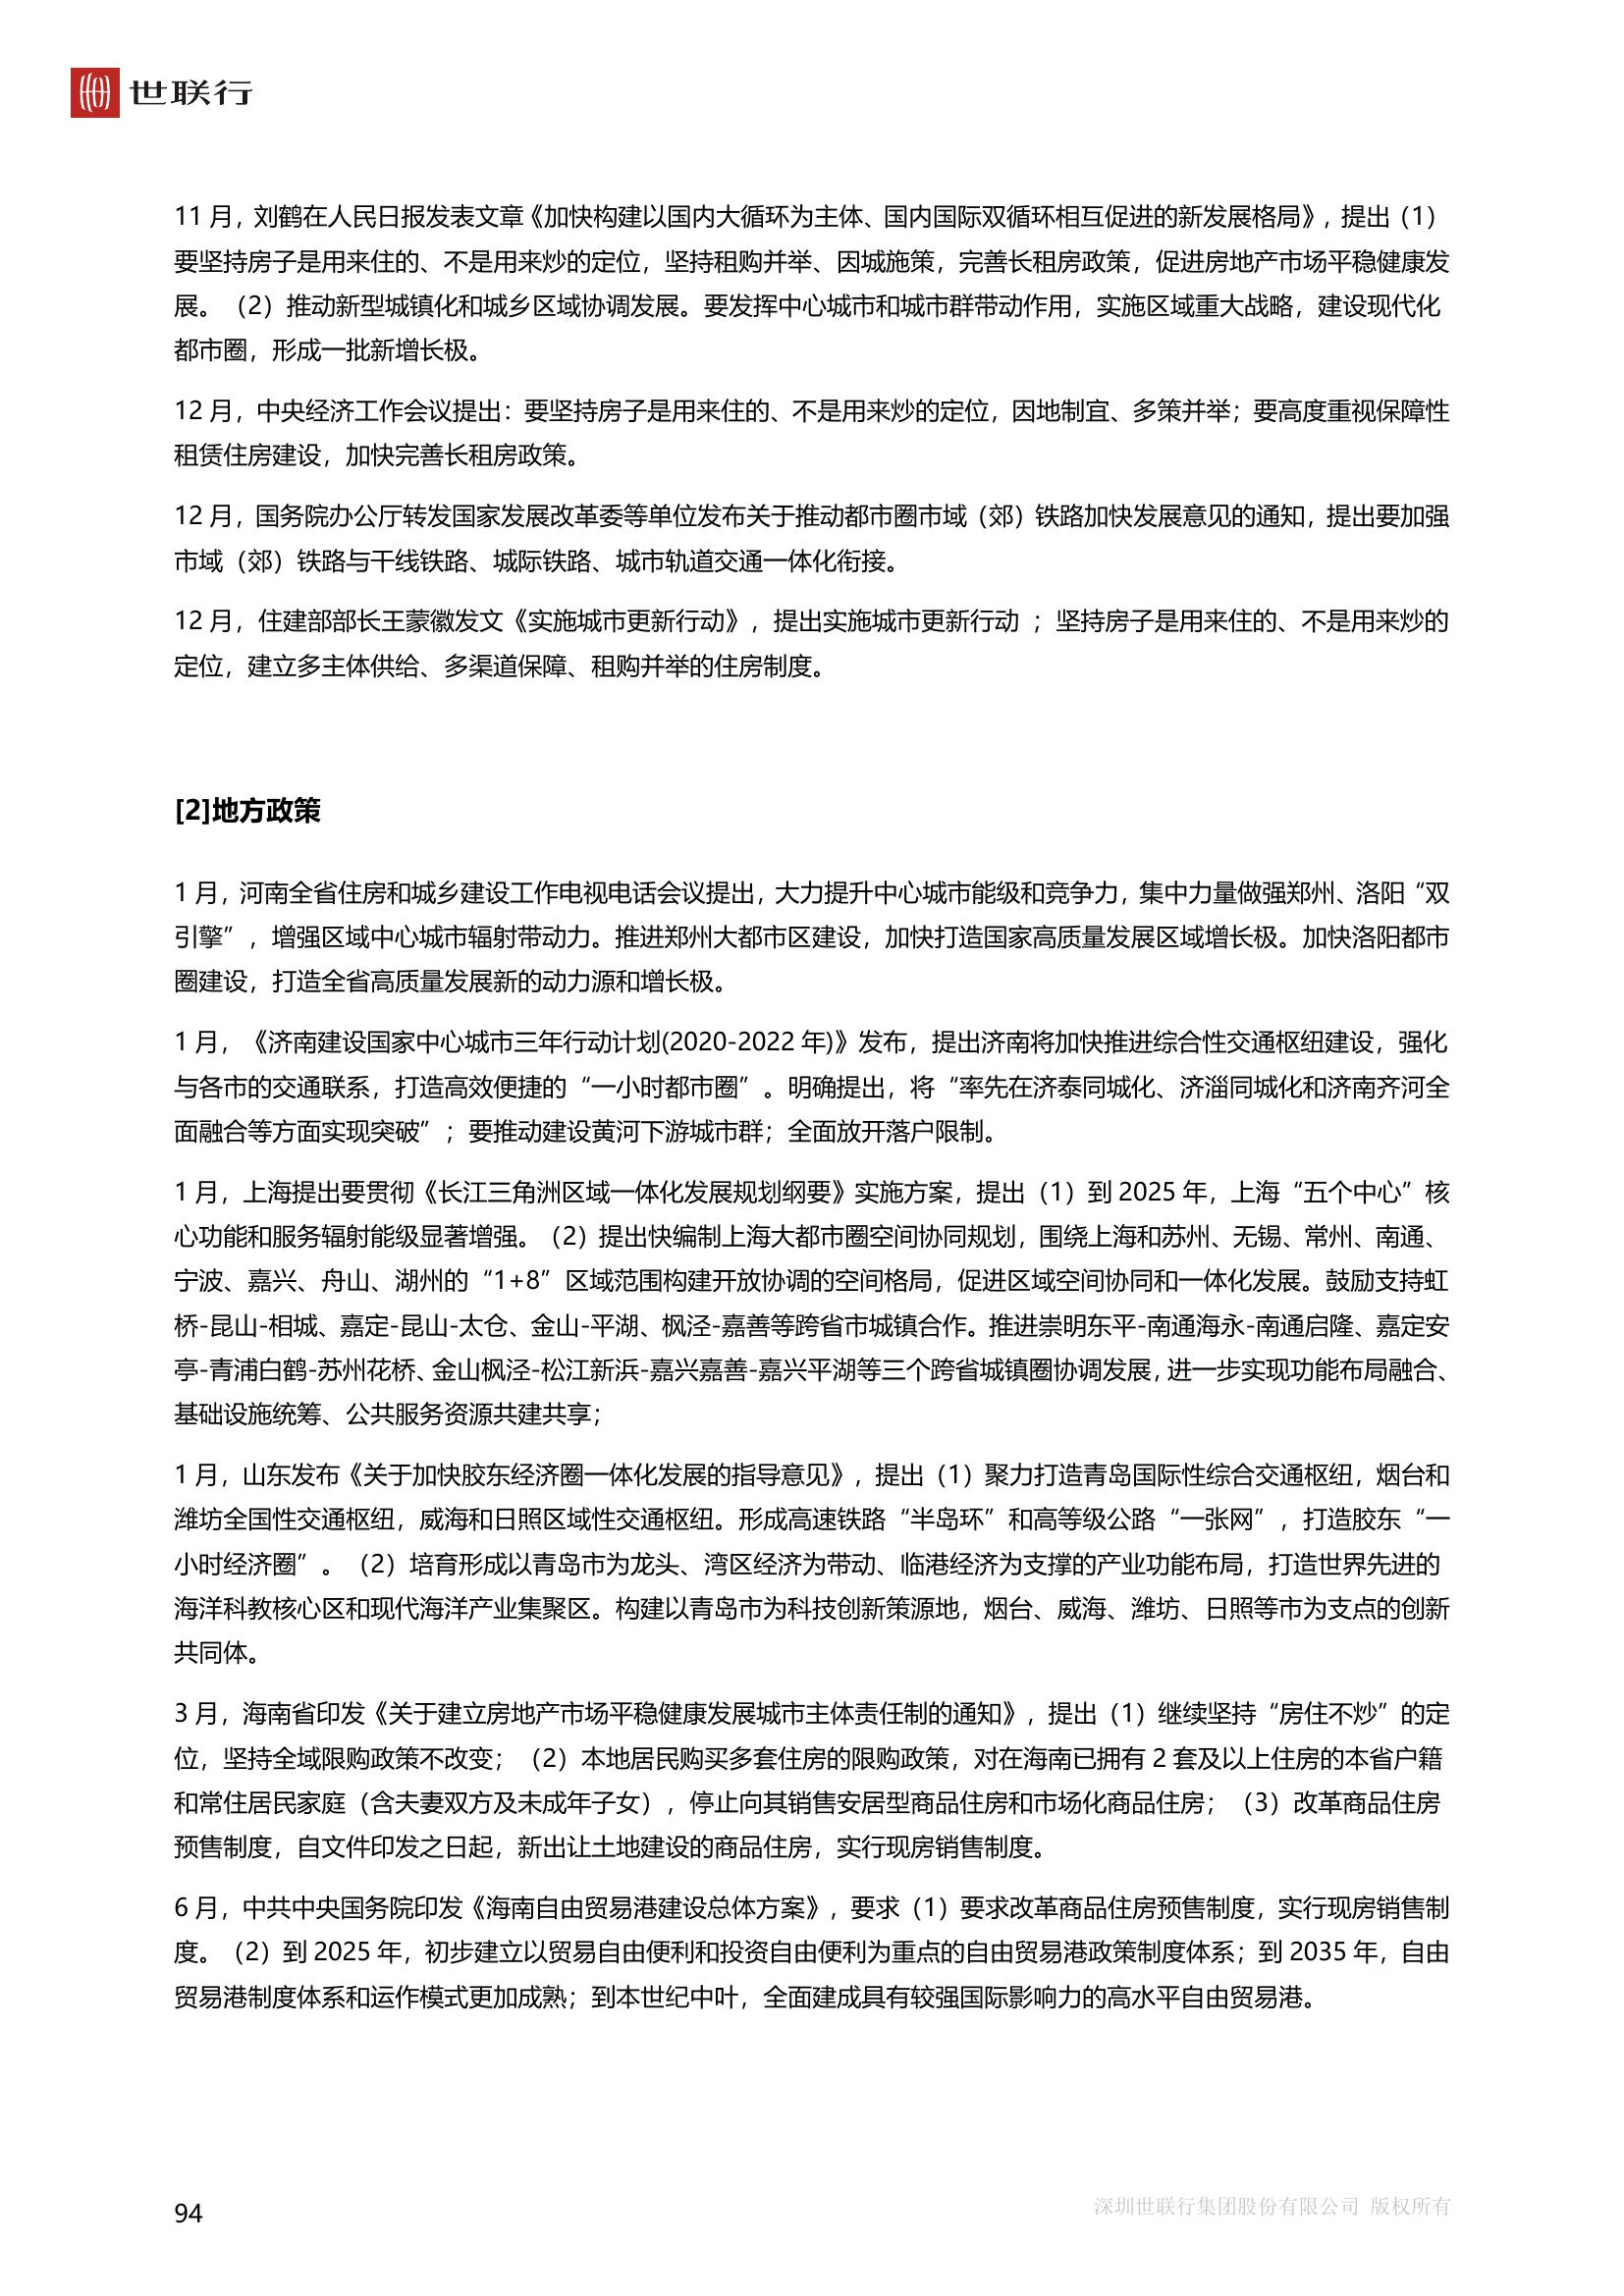 世联行
11 月，刘鹤在人民日报发表文章《加快构建以国内大循环为主体、国内国际双循环相互促进的新发展格局》，提出（1）
要坚持房子是用来住的、不是用来炒的定位，坚持租购并举、因城施策，完善长租房政策，促进房地产市场平稳健康发
展。（2）推动新型城镇化和城乡区域协调发展。要发挥中心城市和城市群带动作用，实施区域重大战略，建设现代化
都市圈，形成一批新增长极。
12 月，中央经济工作会议提出：要坚持房子是用来住的、不是用来炒的定位，因地制宜、多策并举；要高度重视保障性
租赁住房建设，加快完善长租房政策。
12 月，国务院办公厅转发国家发展改革委等单位发布关于推动都市圈市域（郊）铁路加快发展意见的通知，提出要加强
市域（郊）铁路与干线铁路、城际铁路、城市轨道交通一体化衔接。
12 月，住建部部长王蒙徽发文《实施城市更新行动》，提出实施城市更新行动 ；坚持房子是用来住的、不是用来炒的
定位，建立多主体供给、多渠道保障、租购并举的住房制度。
[2]地方政策
1 月，河南全省住房和城乡建设工作电视电话会议提出，大力提升中心城市能级和竞争力，集中力量做强郑州、洛阳“双
引擎”，增强区域中心城市辐射带动力。推进郑州大都市区建设，加快打造国家高质量发展区域增长极。加快洛阳都市
圈建设，打造全省高质量发展新的动力源和增长极。
1 月，《济南建设国家中心城市三年行动计划(2020-2022 年)》发布，提出济南将加快推进综合性交通枢纽建设，强化
与各市的交通联系，打造高效便捷的“一小时都市圈”。明确提出，将“率先在济泰同城化、济淄同城化和济南齐河全
面融合等方面实现突破”；要推动建设黄河下游城市群；全面放开落户限制。
1 月，上海提出要贯彻《长江三角洲区域一体化发展规划纲要》实施方案，提出（1）到 2025 年，上海“五个中心”核
心功能和服务辐射能级显著增强。（2）提出快编制上海大都市圈空间协同规划，围绕上海和苏州、无锡、常州、南通、
宁波、嘉兴、舟山、湖州的“1+8”区域范围构建开放协调的空间格局，促进区域空间协同和一体化发展。鼓励支持虹
桥-昆山-相城、嘉定-昆山-太仓、金山-平湖、枫泾-嘉善等跨省市城镇合作。推进崇明东平-南通海永-南通启隆、嘉定安
亭-青浦白鹤-苏州花桥、金山枫泾-松江新浜-嘉兴嘉善-嘉兴平湖等三个跨省城镇圈协调发展，进一步实现功能布局融合、
基础设施统筹、公共服务资源共建共享；
1 月，山东发布《关于加快胶东经济圈一体化发展的指导意见》，提出（1）聚力打造青岛国际性综合交通枢纽，烟台和
潍坊全国性交通枢纽，威海和日照区域性交通枢纽。形成高速铁路“半岛环”和高等级公路“一张网”，打造胶东“一
小时经济圈”。（2）培育形成以青岛市为龙头、湾区经济为带动、临港经济为支撑的产业功能布局，打造世界先进的
海洋科教核心区和现代海洋产业集聚区。构建以青岛市为科技创新策源地，烟台、威海、潍坊、日照等市为支点的创新
共同体。
3 月，海南省印发《关于建立房地产市场平稳健康发展城市主体责任制的通知》，提出（1）继续坚持“房住不炒”的定
位，坚持全域限购政策不改变；（2）本地居民购买多套住房的限购政策，对在海南已拥有 2 套及以上住房的本省户籍
和常住居民家庭（含夫妻双方及未成年子女），停止向其销售安居型商品住房和市场化商品住房；（3）改革商品住房
预售制度，自文件印发之日起，新出让土地建设的商品住房，实行现房销售制度。
6 月，中共中央国务院印发《海南自由贸易港建设总体方案》，要求（1）要求改革商品住房预售制度，实行现房销售制
度。（2）到 2025 年，初步建立以贸易自由便利和投资自由便利为重点的自由贸易港政策制度体系；到 2035 年，自由
贸易港制度体系和运作模式更加成熟；到本世纪中叶，全面建成具有较强国际影响力的高水平自由贸易港。
94
深圳世联行集团股份有限公司 版权所有